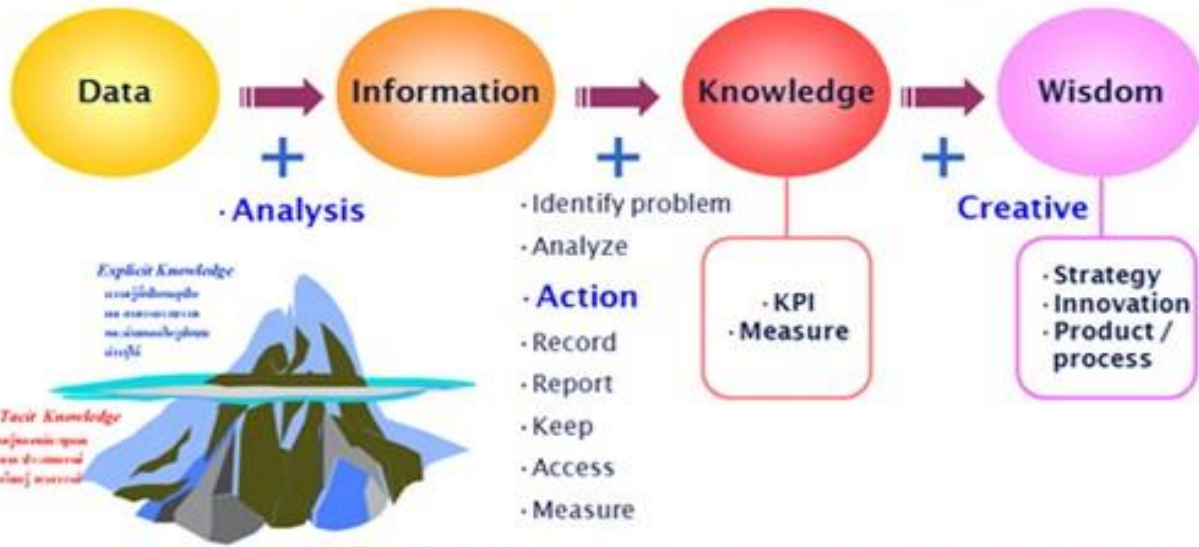 Data
Information
Knowledge
Wisdom
+
+
+
· Analysis
· Identify problem
· Analyze
· Action
· Record
· Report
· Keep
· Access
· Measure
Creative
· KPI
· Measure
· Strategy
· Innovation
· Product /
process
Explicit Knowledge
Tacit Knowledge